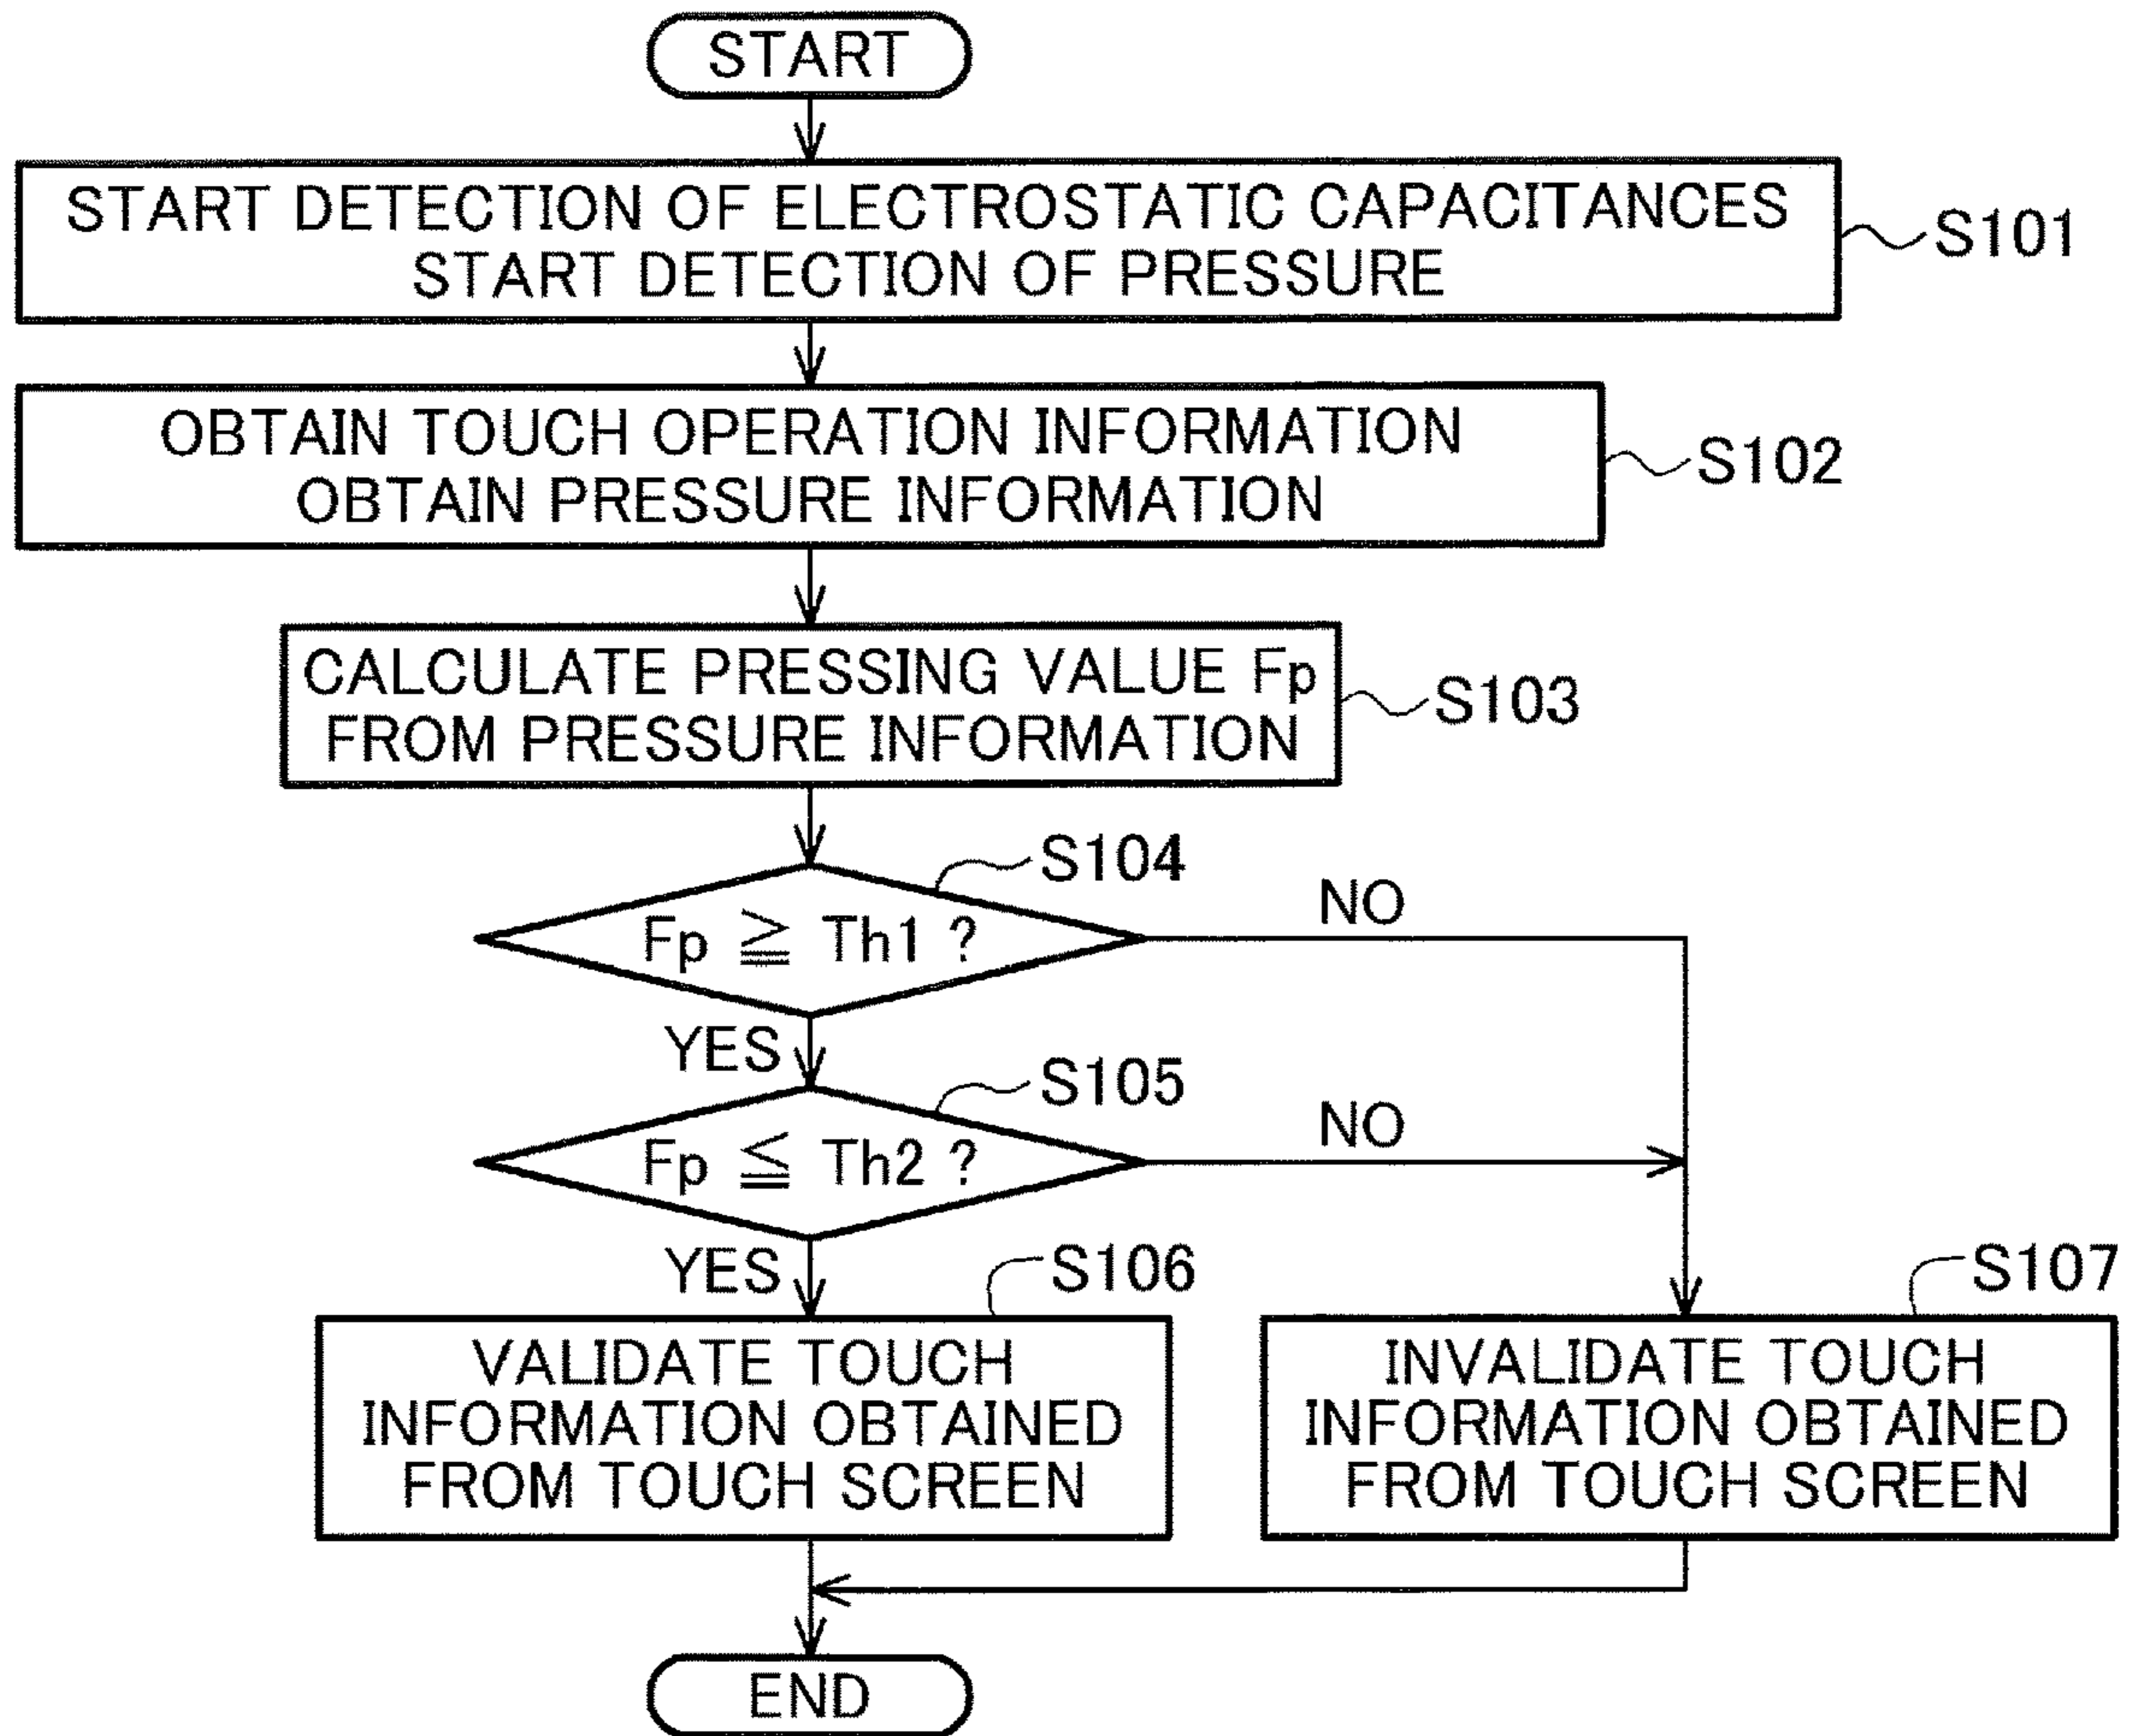 START
START DETECTION OF ELECTROSTATIC CAPACITANCES
START DETECTION OF PRESSURE
S101
OBTAIN TOUCH OPERATION INFORMATION
OBTAIN PRESSURE INFORMATION
S102
CALCULATE PRESSING VALUE Fp
FROM PRESSURE INFORMATION
S103
S104
Fp ≧ Th1 ?
NO
YES
S105
Fp ≦ Th2 ?
NO
YES
S106
VALIDATE TOUCH
INFORMATION OBTAINED
FROM TOUCH SCREEN
S107
INVALIDATE TOUCH
INFORMATION OBTAINED
FROM TOUCH SCREEN
END